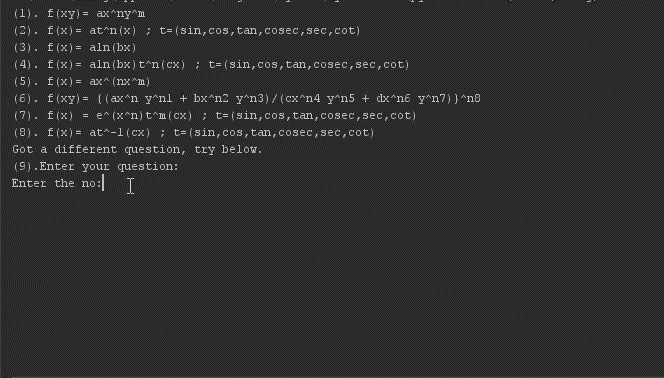 (1). f(xy)= ax^ny^m
(2). f(x)= at^n(x) ; t=(sin,cos,tan,cosec,sec,cot)
(3). f(x)= aln(bx)
(4). f(x)= aln(bx)t^n(cx) ; t=(sin,cos,tan,cosec,sec,cot)
(5). f(x)= ax^(nx^m)
(6). f(xy)= {(ax^n y^n1 + bx^n2 y^n3)/(cx^n4 y^n5 + dx^n6 y^n7)}^n8
(7). f(x) = e^(x^n)t^m(cx) ; t=(sin,cos,tan,cosec,sec,cot)
(8). f(x)= at^-1(cx) ; t=(sin,cos,tan,cosec,sec,cot)
Got a different question, try below.
(9).Enter your question:
Enter the no: